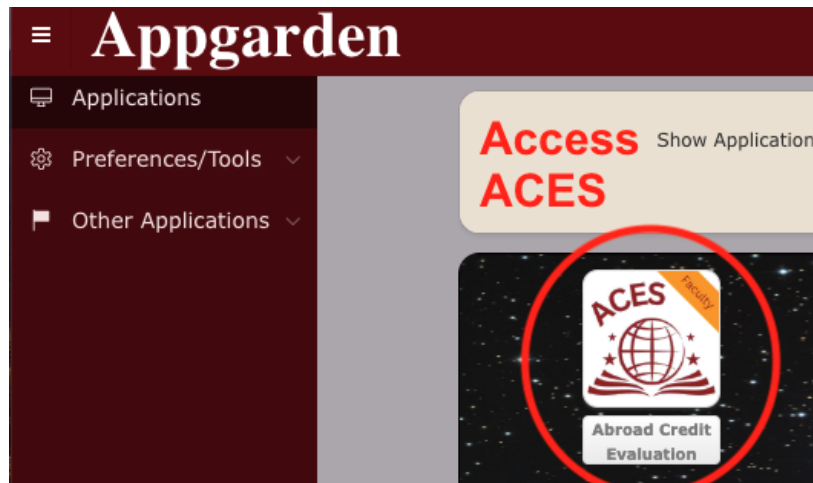 Appgarden
Applications
Preferences/Tools
Other Applications
Access
ACES
Show Application
ACES
Faculty
Abroad Credit
Evaluation